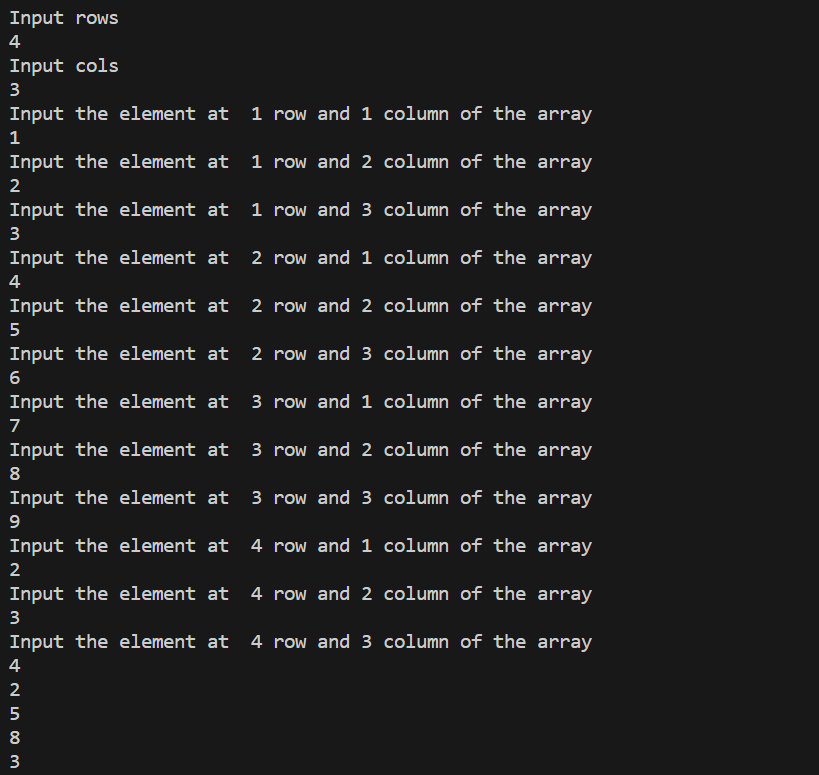 Input rows
4
Input cols
3
Input the element at  1 row and 1 column of the array
1
Input the element at  1 row and 2 column of the array
2
Input the element at  1 row and 3 column of the array
3
Input the element at  2 row and 1 column of the array
4
Input the element at  2 row and 2 column of the array
5
Input the element at  2 row and 3 column of the array
6
Input the element at  3 row and 1 column of the array
7
Input the element at  3 row and 2 column of the array
8
Input the element at  3 row and 3 column of the array
9
Input the element at  4 row and 1 column of the array
2
Input the element at  4 row and 2 column of the array
3
Input the element at  4 row and 3 column of the array
4
2
5
8
3